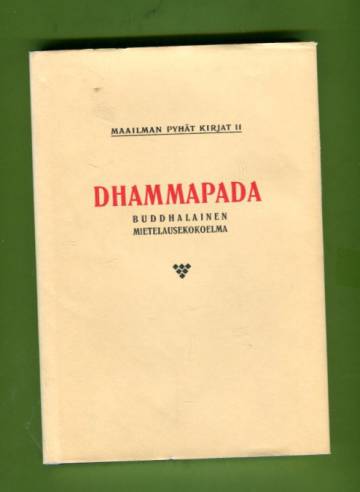 MAAILMAN PYHÄT KIRJAT II
DHAMMAPADA
BUDDHALAINEN
MIETELAUSEKOKOELMA